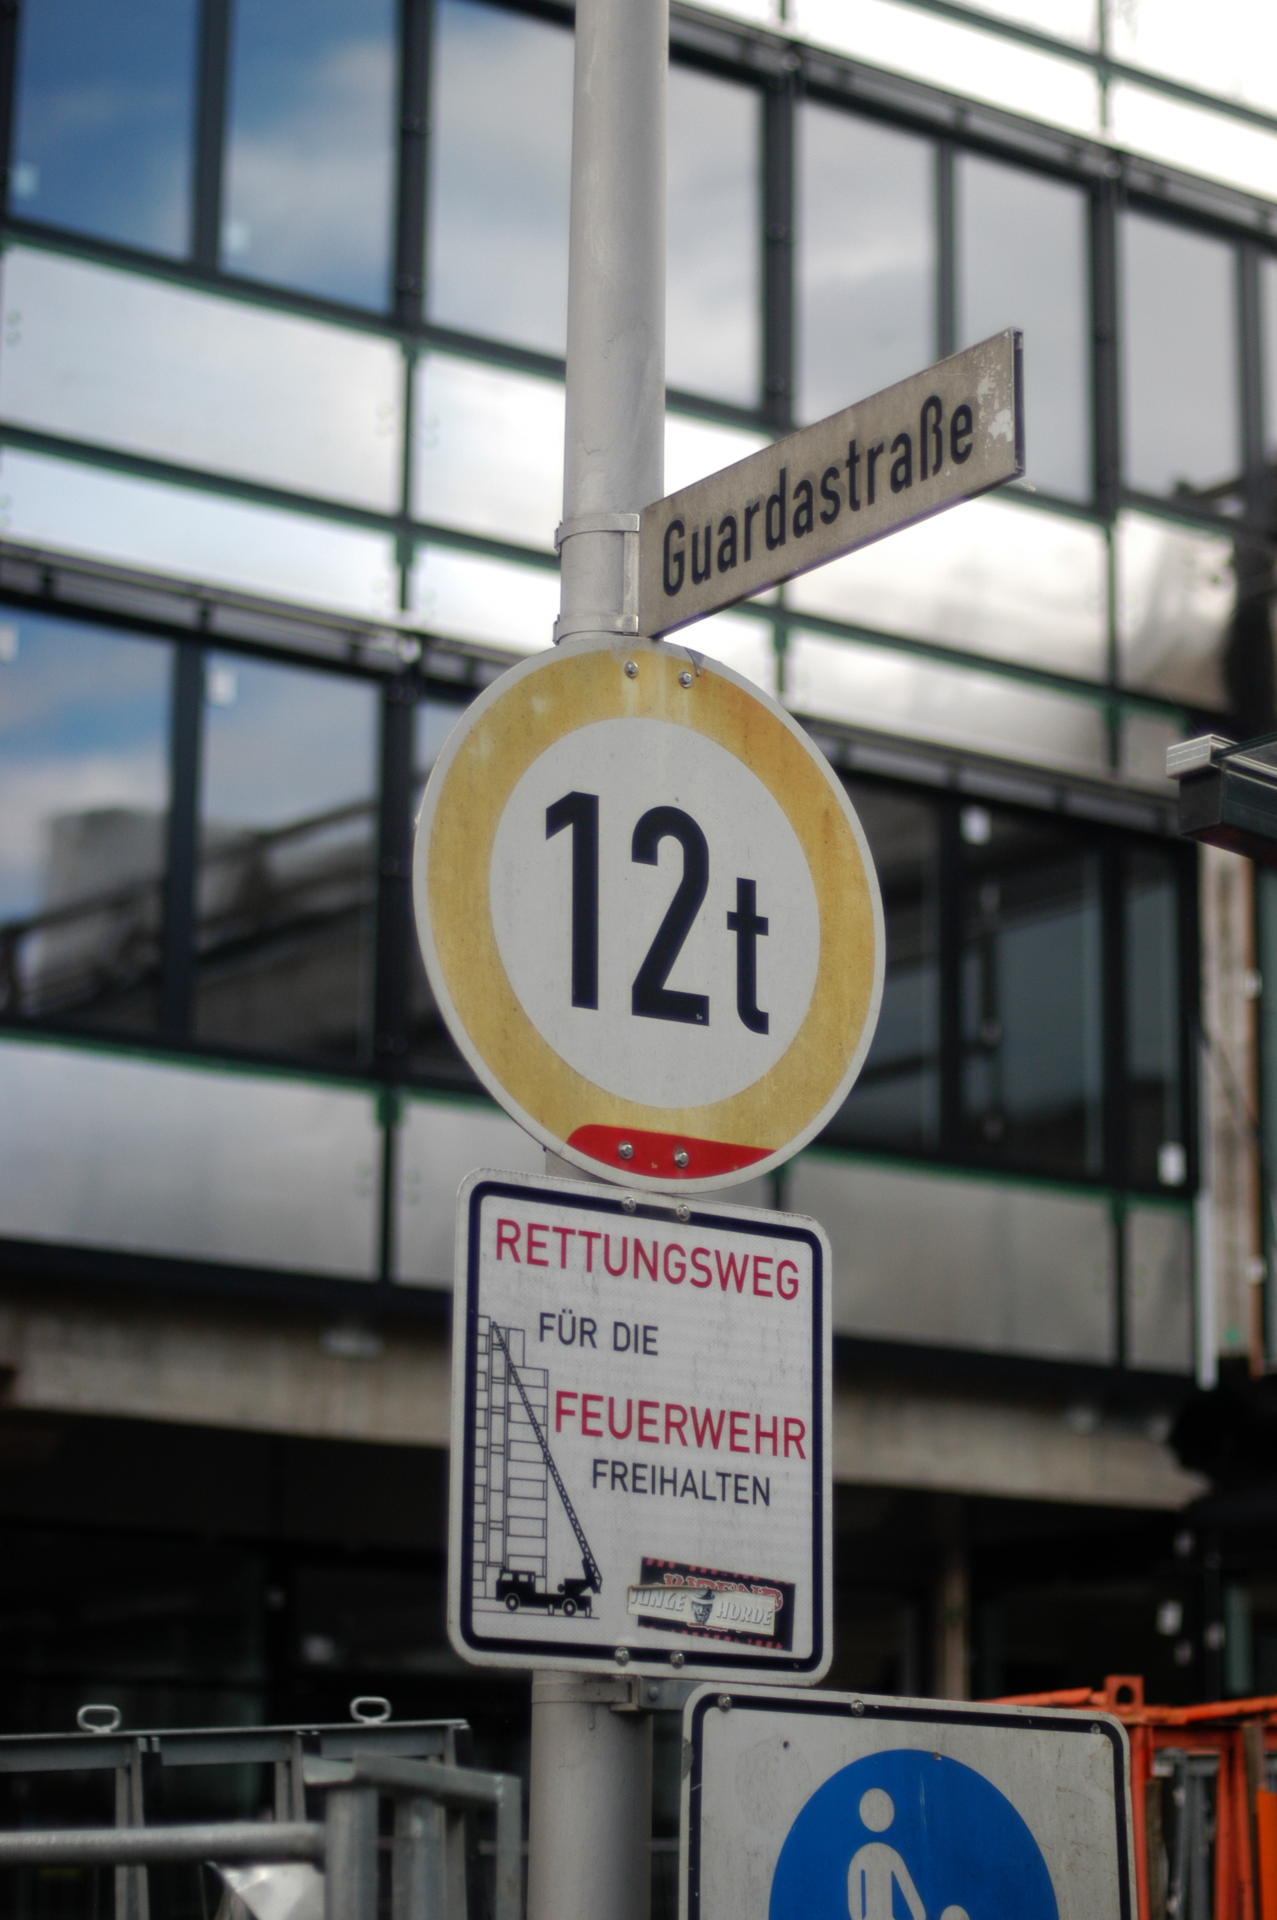 Guardastraße
12t
RETTUNGSWEG
FÜR DIE
FEUERWEHR
FREIHALTEN
JUNGE HORDE